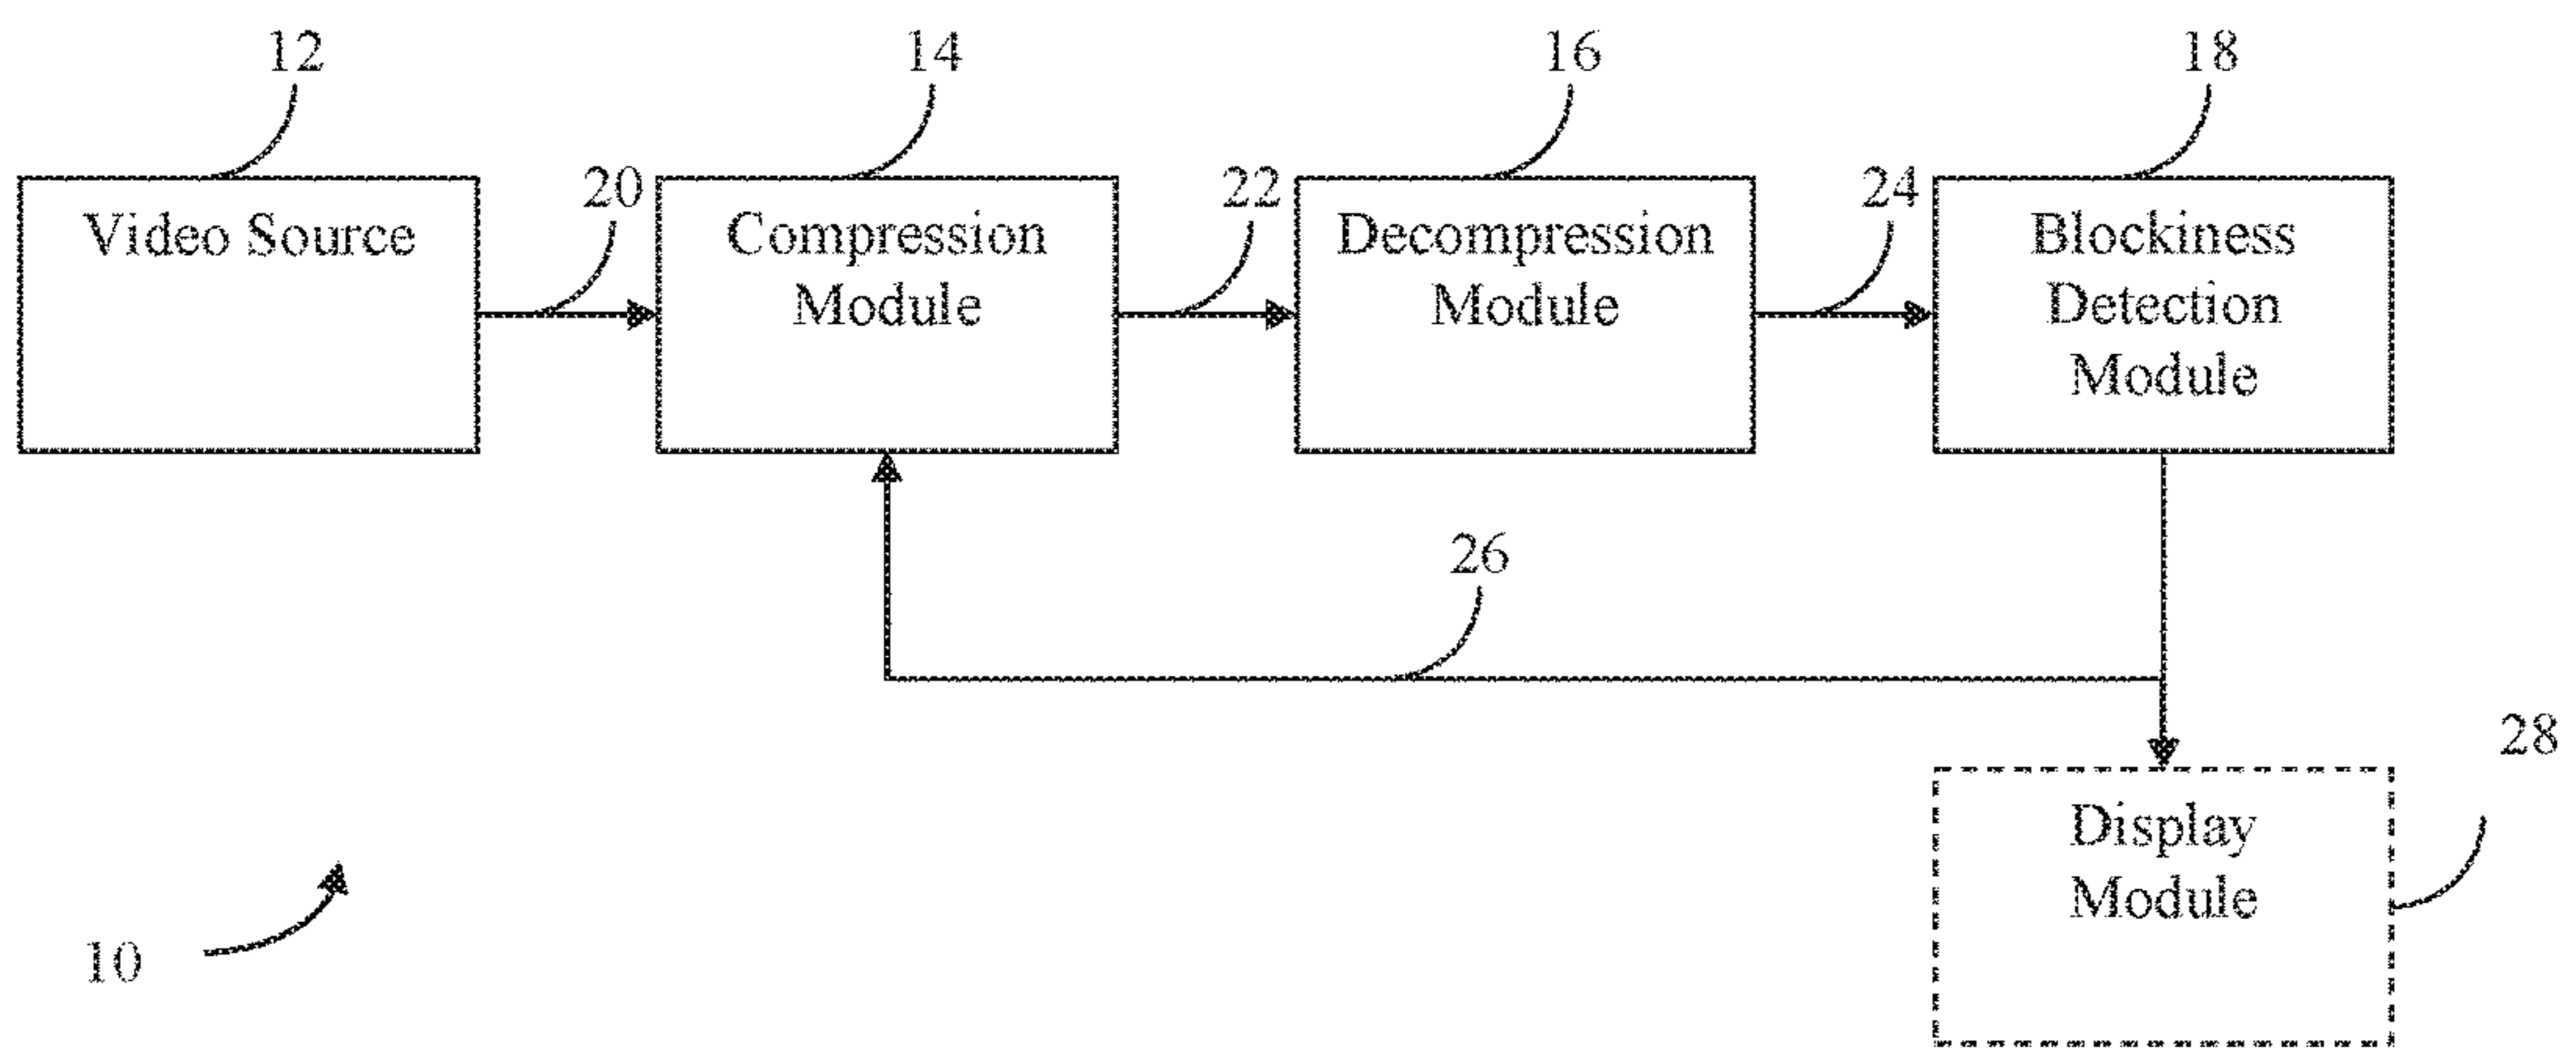 12
14
16
18
20
22
24
Video Source
Compression
Module
Decompression
Module
Blockiness
Detection
Module
26
28
Display
Module
10